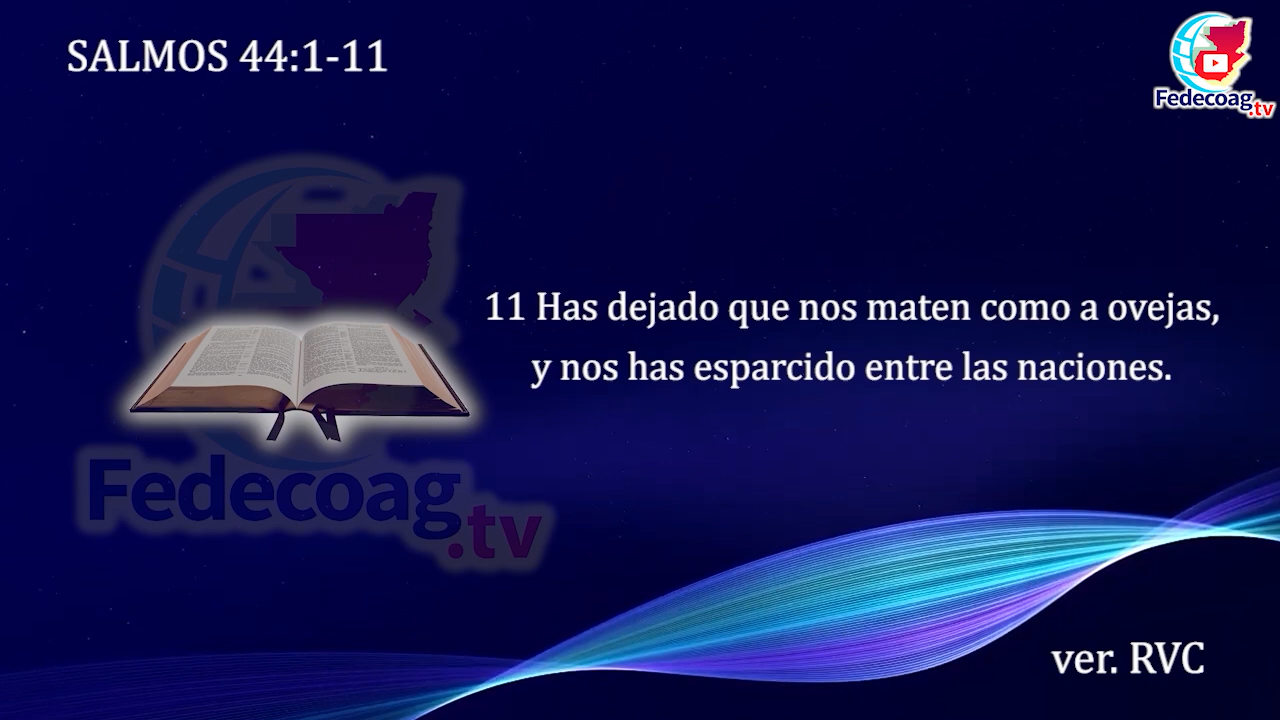 SALMOS 44:1-11
Fedecoag.tv
11 Has dejado que nos maten como a ovejas,
y nos has esparcido entre las naciones.
Fedecoag.tv
ver. RVC